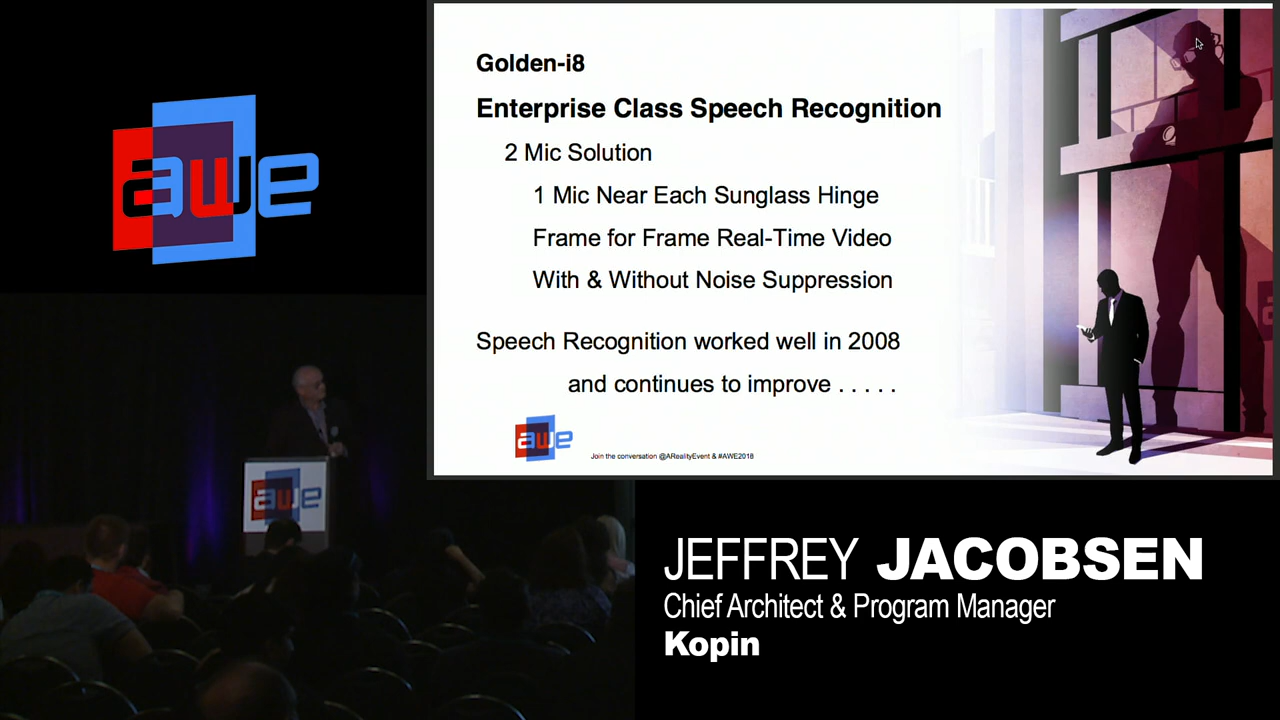 awe
Golden-i8
Enterprise Class Speech Recognition
2 Mic Solution
1 Mic Near Each Sunglass Hinge
Frame for Frame Real-Time Video
With & Without Noise Suppression
Speech Recognition worked well in 2008
and continues to improve . . . . .
awe
Join the conversation @ARealityEvent & #AWE2018
awe
JEFFREY JACOBSEN
Chief Architect & Program Manager
Kopin